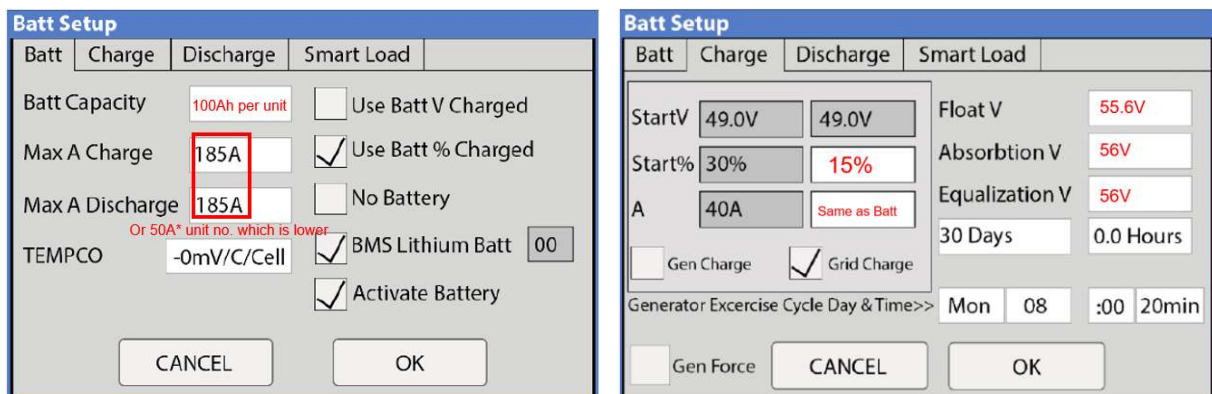 Batt Setup
Batt Charge Discharge Smart Load
Batt Capacity 100Ah per unit Use Batt V Charged
Max A Charge 185A Use Batt % Charged
Max A Discharge 185A No Battery
Or 50A* unit no. which is lower
TEMPCO -0mV/C/Cell BMS Lithium Batt 00
Activate Battery
CANCEL OK
Batt Setup
Batt Charge Discharge Smart Load
StartV 49.0V 49.0V Float V 55.6V
Start% 30% 15% Absorbtion V 56V
A 40A Same as Batt Equalization V 56V
30 Days 0.0 Hours
Gen Charge Grid Charge
Generator Excercise Cycle Day & Time>> Mon 08 :00 20min
Gen Force CANCEL OK